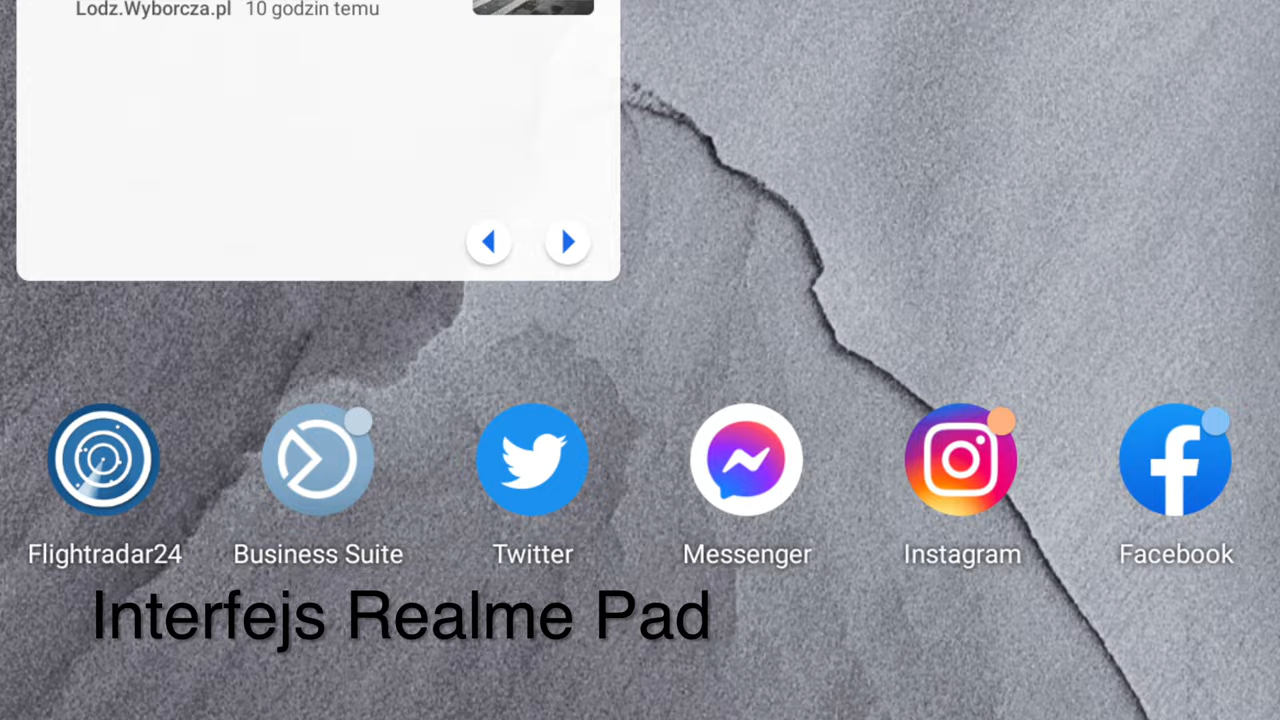 Lodz.Wyborcza.pl 10 godzin temu
Flightradar24 Business Suite Twitter Messenger Instagram Facebook
Interfejs Realme Pad